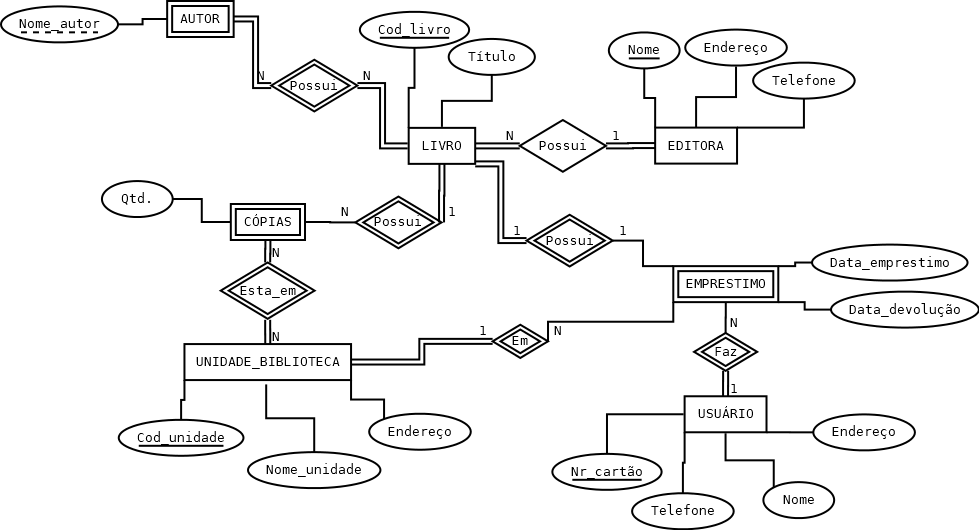 Nome_autor
AUTOR
N
Possui
N
Cod_livro
Título
LIVRO
N
Possui
1
Nome
Endereço
Telefone
EDITORA
Qtd.
CÓPIAS
N
Possui
1
1
Possui
1
N
Esta_em
N
EMPRESTIMO
Data_emprestimo
Data_devolução
UNIDADE_BIBLIOTECA
1
Em
N
N
Faz
1
Cod_unidade
Nome_unidade
Endereço
USUÁRIO
Nr_cartão
Telefone
Nome
Endereço